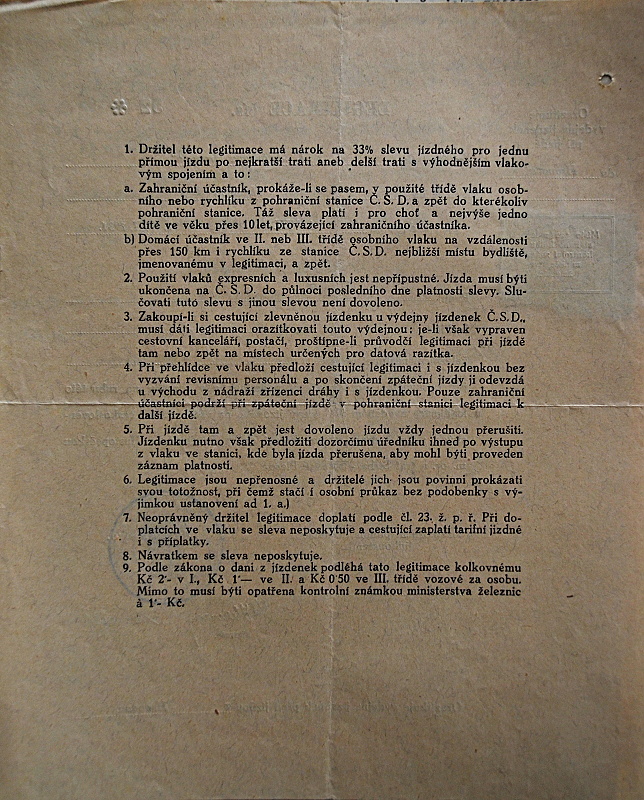 1. Držitel této legitimace má nárok na 33% slevu jízdného pro jednu
přímou jízdu po nejkratší trati aneb delší trati s výhodnějším vlako-
vým spojením a to :
a. Zahraniční účastník, prokáže-li se pasem, v použité třídě vlaku osob-
ního nebo rychlíku z pohraniční stanice Č. S. D. a zpět do kterékoliv
pohraniční stanice. Táž sleva platí i pro choť a nejvýše jedno
dítě ve věku přes 10 let, provázející zahraničního účastníka.
b) Domácí účastník ve II. neb III. třídě osobního vlaku na vzdálenosti
přes 150 km i rychlíku ze stanice Č. S. D. nejbližší místu bydliště,
jmenovanému v legitimaci, a zpět.
2. Použití vlaků expresních a luxusních jest nepřípustné. Jízda musí býti
ukončena na Č. S. D. do půlnoci posledního dne platnosti slevy. Slu-
čovati tuto slevu s jinou slevou není dovoleno.
3. Zakoupí-li si cestující zlevněnou jízdenku u výdejny jízdenek Č.S.D.,
musí dáti legitimaci orazítkovati touto výdejnou: je-li však vypraven
cestovní kanceláří, postačí, proštípne-li průvodčí legitimaci při jízdě
tam nebo zpět na místech určených pro datová razítka.
4. Při přehlídce ve vlaku předloží cestující legitimaci i s jízdenkou bez
vyzvání revisnímu personálu a po skončení zpáteční jízdy ji odevzdá
u východu z nádraží zřízenci dráhy i s jízdenkou. Pouze zahraniční
účastníci podrží při zpáteční jízdě v pohraniční stanici legitimaci k
další jízdě.
5. Při jízdě tam a zpět jest dovoleno jízdu vždy jednou přerušiti.
Jízdenku nutno však předložiti dozorčímu úředníku ihned po výstupu
z vlaku ve stanici, kde byla jízda přerušena, aby mohl býti proveden
záznam platnosti.
6. Legitimace jsou nepřenosné a držitelé jich jsou povinni prokázati
svou totožnost, při čemž stačí i osobní průkaz bez podobenky s vý-
jimkou ustanovení ad 1. a.)
7. Neoprávněný držitel legitimace doplatí podle čl. 23. ž. p. ř. Při do-
platcích ve vlaku se sleva neposkytuje a cestující zaplatí tarifní jízdné
i s příplatky.
8. Návratkem se sleva neposkytuje.
9. Podle zákona o dani z jízdenek podléhá tato legitimace kolkovnému
Kč 2·- v I., Kč 1·— ve II. a Kč 0·50 ve III. třídě vozové za osobu.
Mimo to musí býti opatřena kontrolní známkou ministerstva železnic
à 1·- Kč.